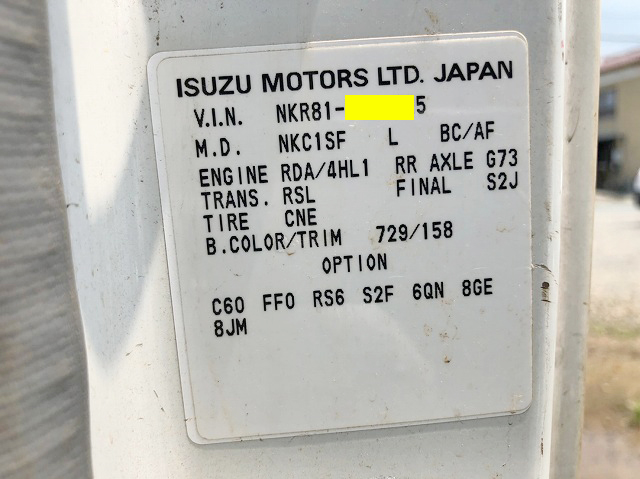 ISUZU MOTORS LTD. JAPAN
V.I.N. NKR81- 5
M.D. NKC1SF L BC/AF
ENGINE RDA/4HL1 RR AXLE G73
TRANS. RSL FINAL S2J
TIRE CNE
B.COLOR/TRIM 729/158
OPTION
C60 FF0 RS6 S2F 6QN 8GE
8JM